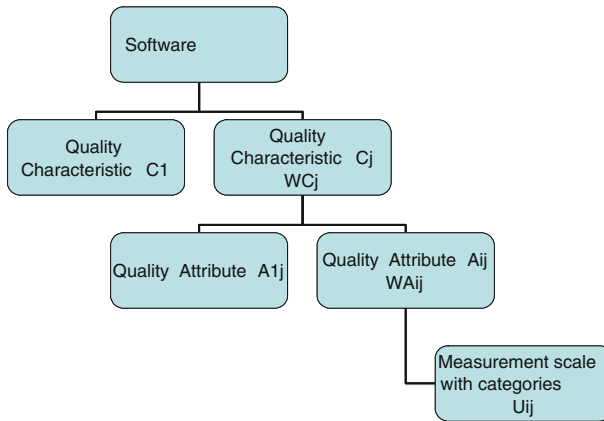 Software
Quality
Characteristic C1
Quality
Characteristic Cj
WCj
Quality Attribute A1j
Quality Attribute Aij
WAij
Measurement scale
with categories
Uij